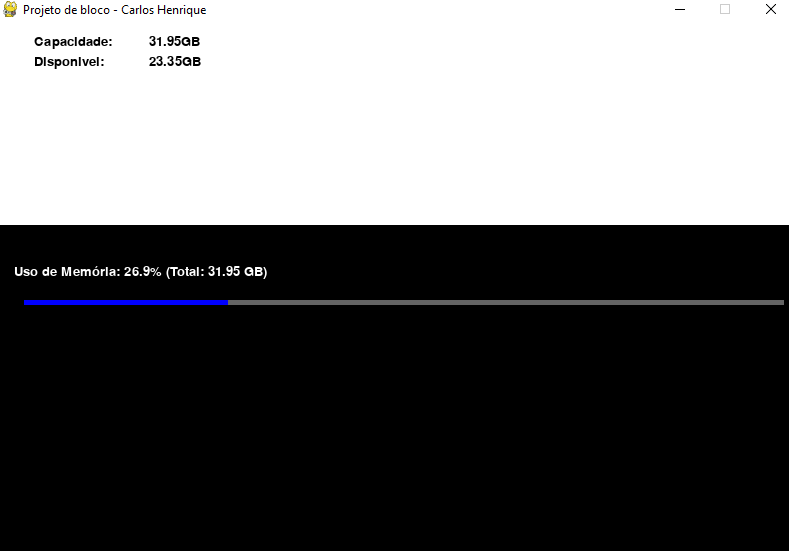 Projeto de bloco - Carlos Henrique
Capacidade: 31.95GB
Disponivel: 23.35GB
Uso de Memória: 26.9% (Total: 31.95 GB)